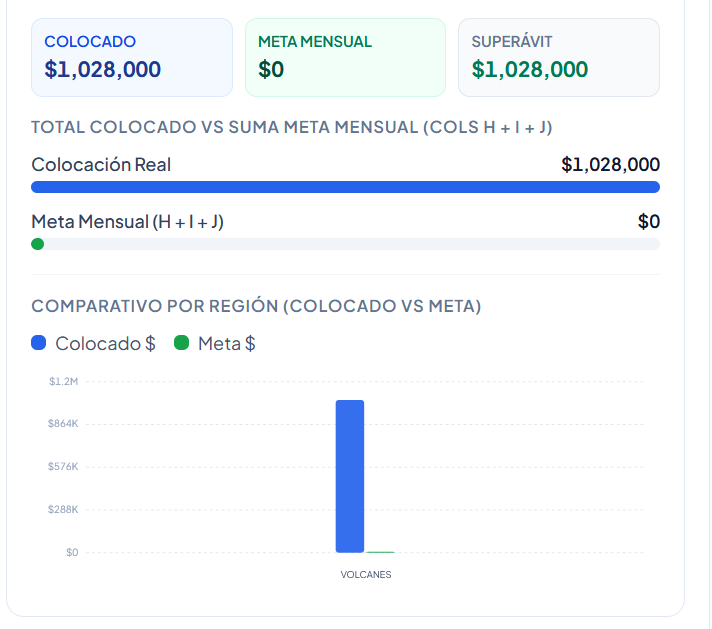 COLOCADO
$1,028,000
META MENSUAL
$0
SUPERÁVIT
$1,028,000
TOTAL COLOCADO VS SUMA META MENSUAL (COLS H + I + J)
Colocación Real $1,028,000
Meta Mensual (H + I + J) $0
COMPARATIVO POR REGIÓN (COLOCADO VS META)
Colocado $ Meta $
$1.2M
$864K
$576K
$288K
$0
VOLCANES